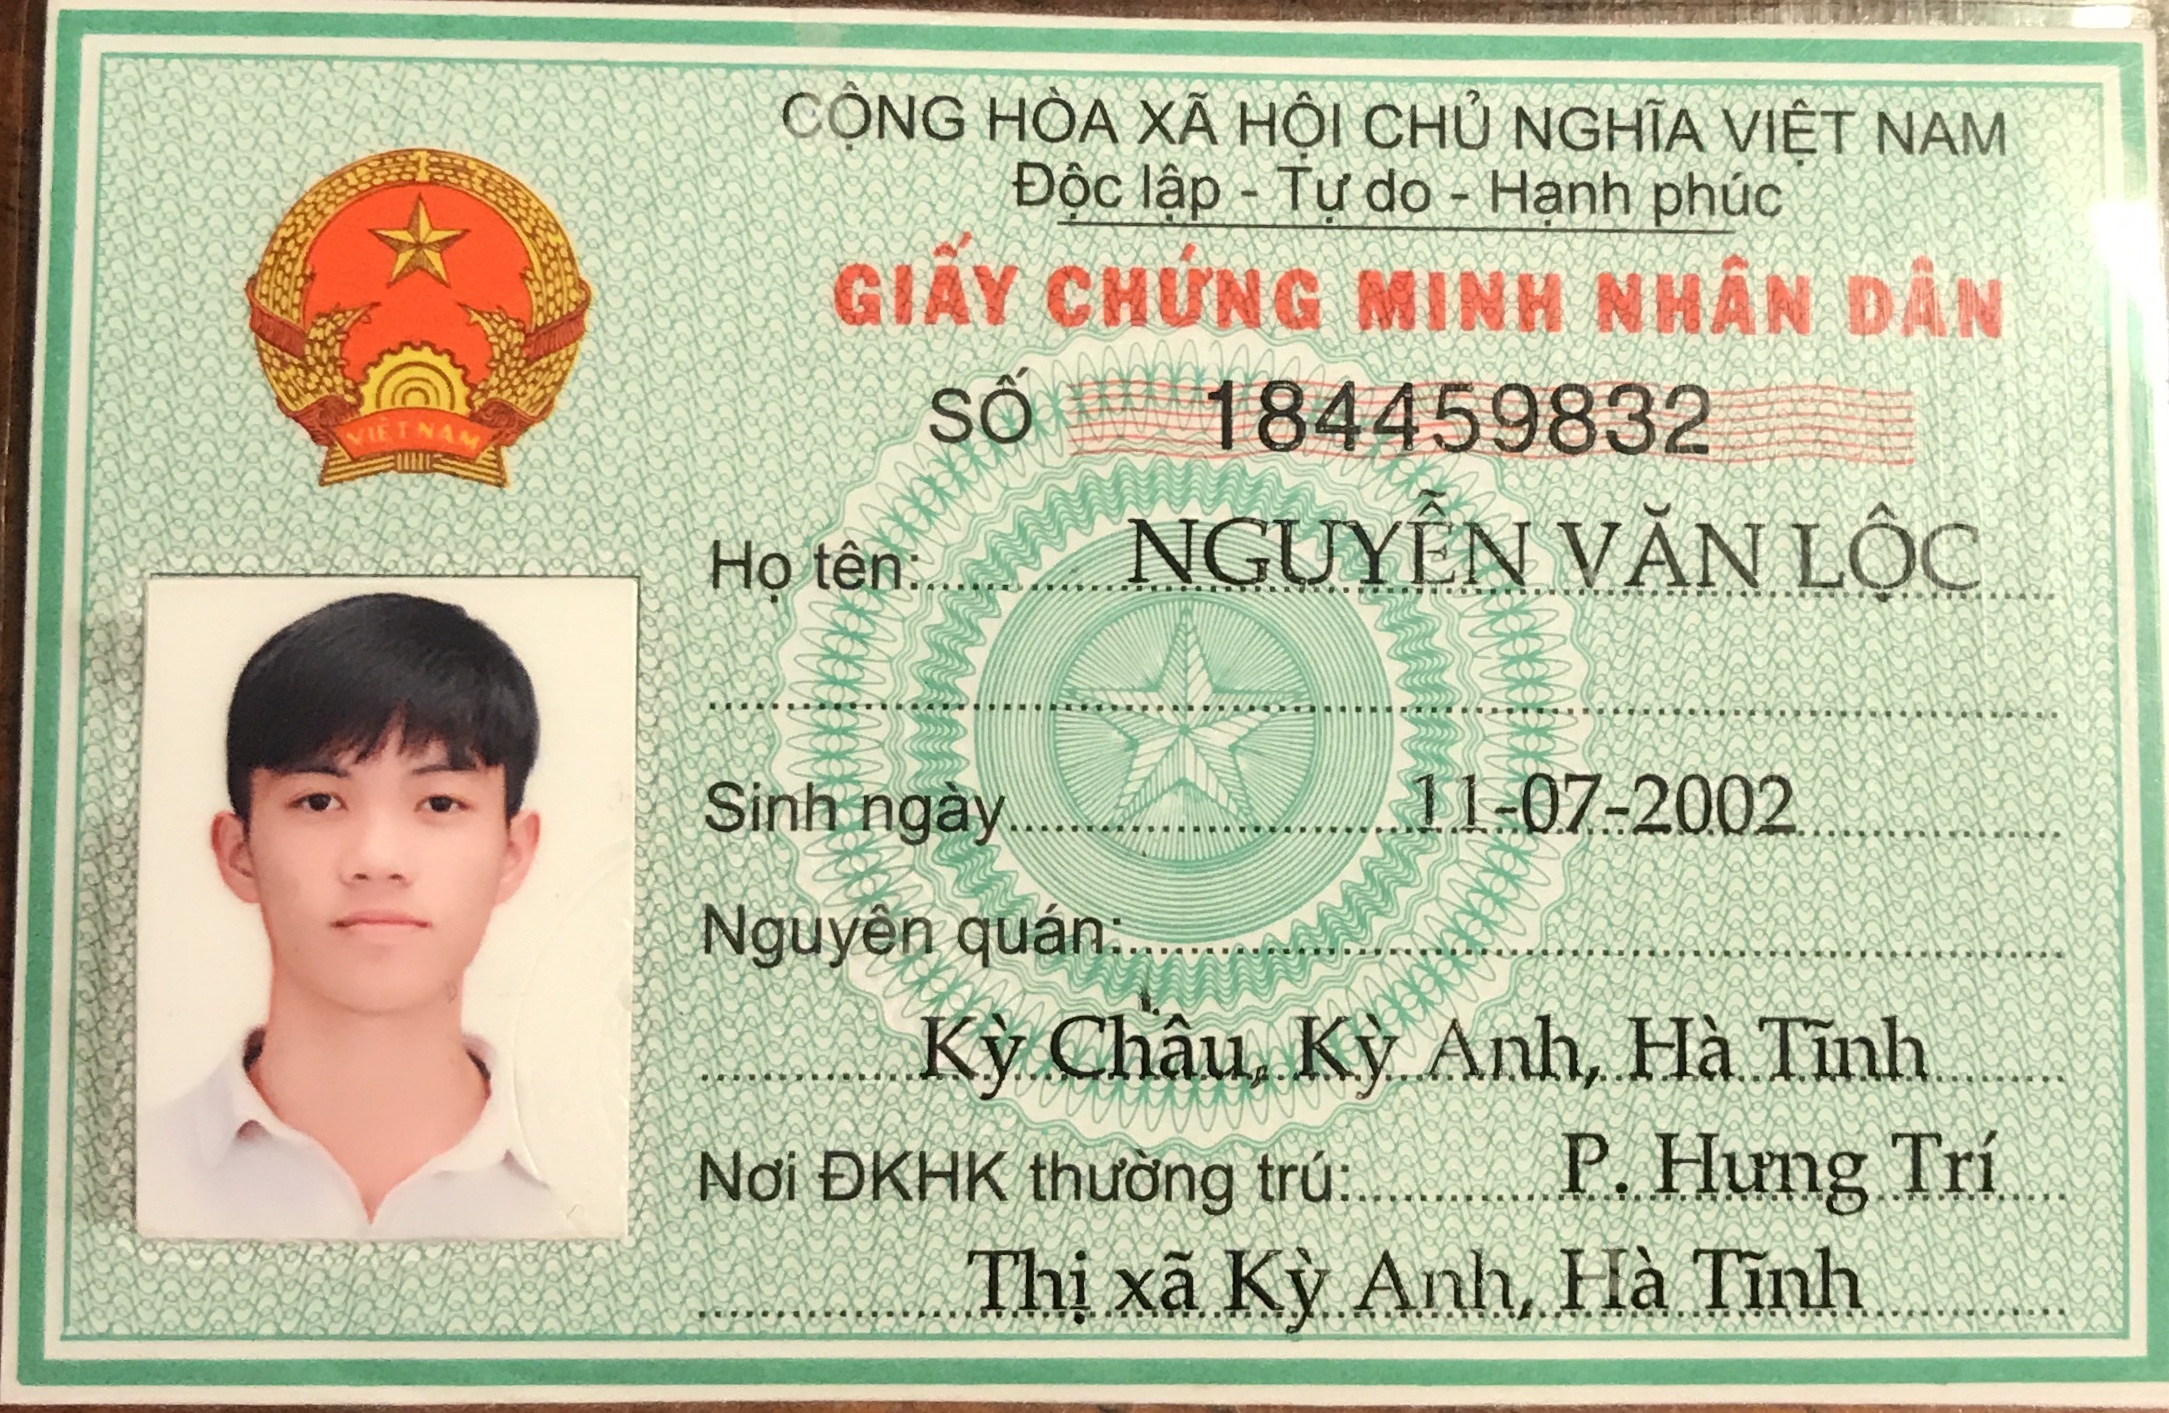 CỘNG HÒA XÃ HỘI CHỦ NGHĨA VIỆT NAM
Độc lập - Tự do - Hạnh phúc
GIẤY CHỨNG MINH NHÂN DÂN
SỐ 184459832
VIỆT NAM
Họ tên: NGUYỄN VĂN LỘC
Sinh ngày 11-07-2002
Nguyên quán:
Kỳ Châu, Kỳ Anh, Hà Tĩnh
Nơi ĐKHK thường trú: P. Hưng Trí
Thị xã Kỳ Anh, Hà Tĩnh